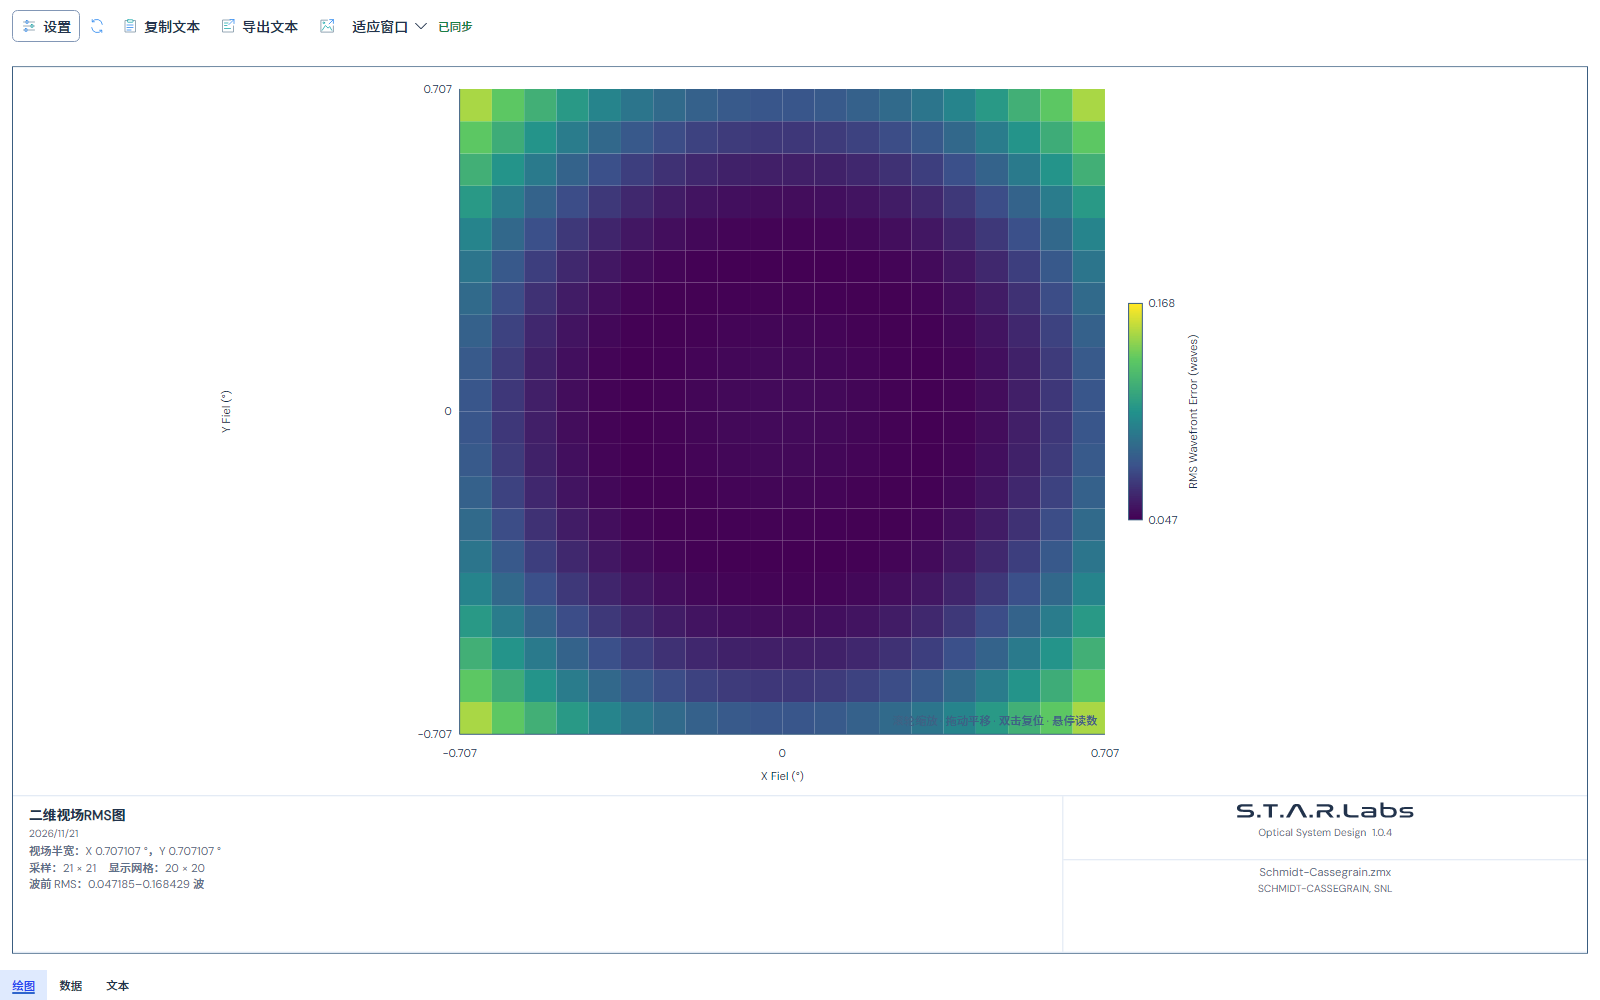 设置 复制文本 导出文本 适应窗口 已同步
0.707
0
-0.707
Y Fiel (°)
-0.707 0 0.707
X Fiel (°)
0.168
0.047
RMS Wavefront Error (waves)
拖动平移 · 双击复位 · 悬停读数
二维视场RMS图
2026/11/21
视场半宽：X 0.707107 °，Y 0.707107 °
采样：21 × 21 显示网格：20 × 20
波前 RMS：0.047185–0.168429 波
S.T.A.R.Labs
Optical System Design 1.0.4
Schmidt-Cassegrain.zmx
SCHMIDT-CASSEGRAIN, SNL
绘图 数据 文本